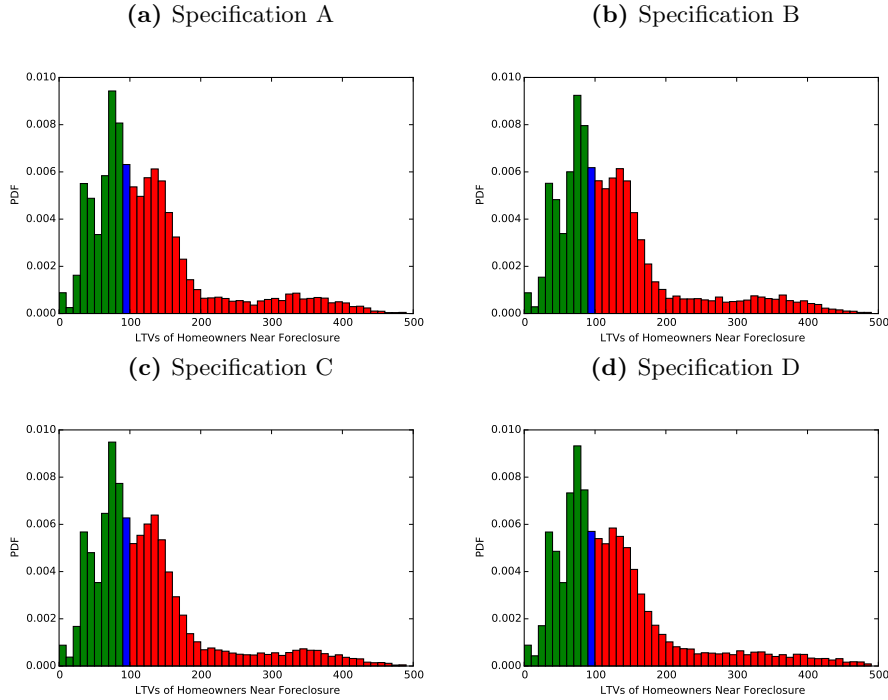 (a) Specification A
0.010
0.008
0.006
0.004
0.002
0.000
PDF
0 100 200 300 400 500
LTVs of Homeowners Near Foreclosure
(b) Specification B
0.010
0.008
0.006
0.004
0.002
0.000
PDF
0 100 200 300 400 500
LTVs of Homeowners Near Foreclosure
(c) Specification C
0.010
0.008
0.006
0.004
0.002
0.000
PDF
0 100 200 300 400 500
LTVs of Homeowners Near Foreclosure
(d) Specification D
0.010
0.008
0.006
0.004
0.002
0.000
PDF
0 100 200 300 400 500
LTVs of Homeowners Near Foreclosure